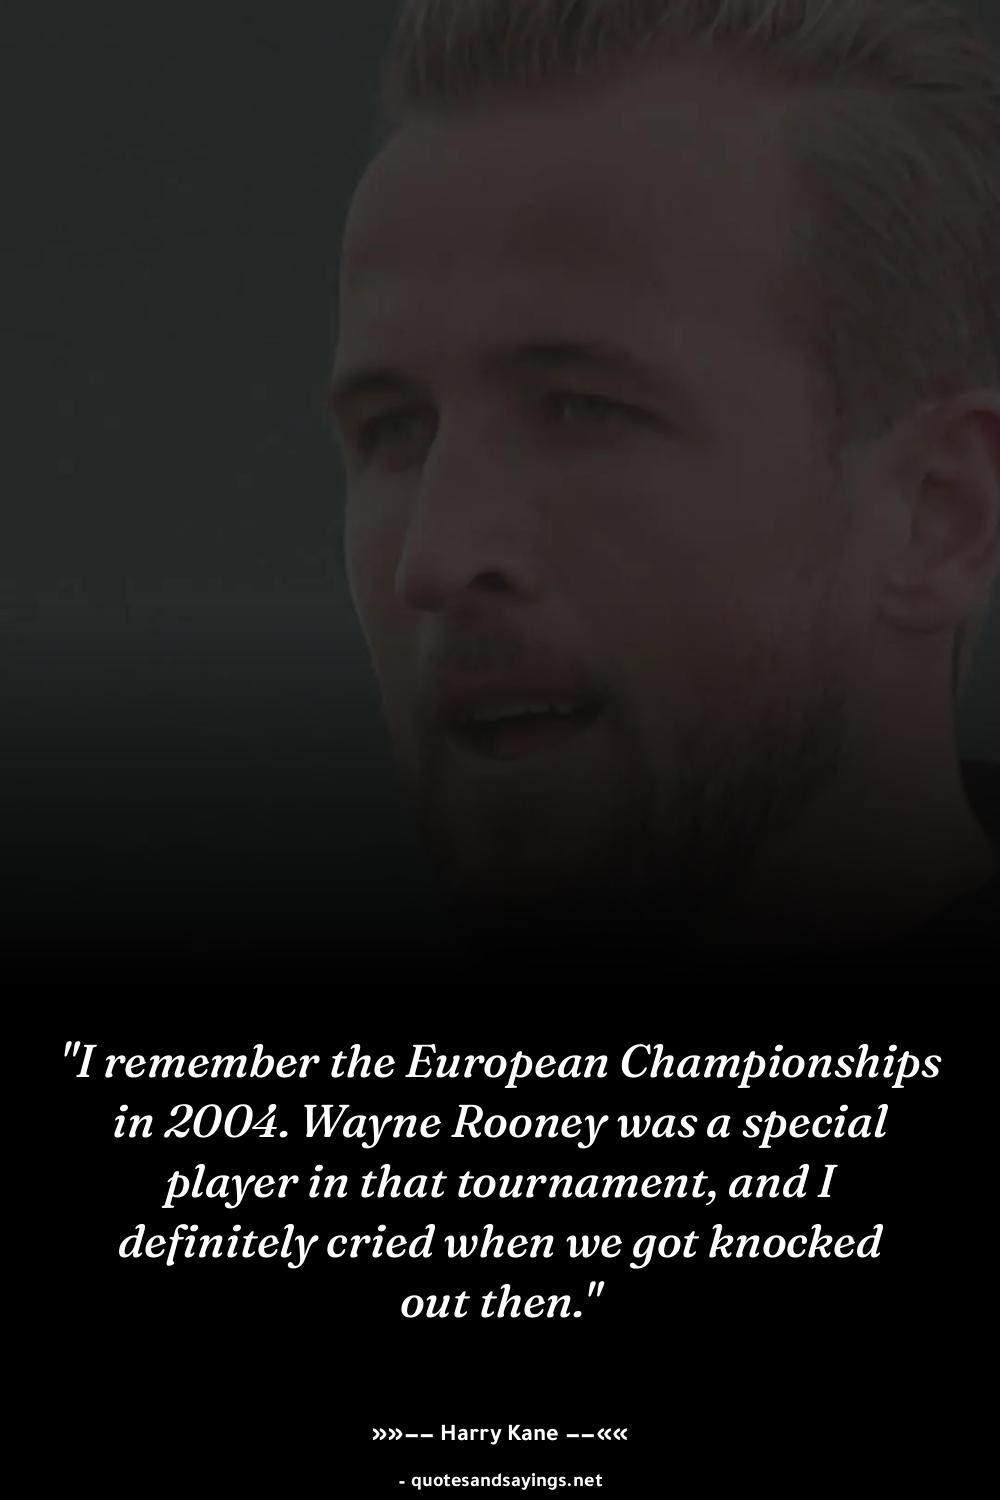 "I remember the European Championships
in 2004. Wayne Rooney was a special
player in that tournament, and I
definitely cried when we got knocked
out then."
»»–– Harry Kane ––««
- quotesandsayings.net